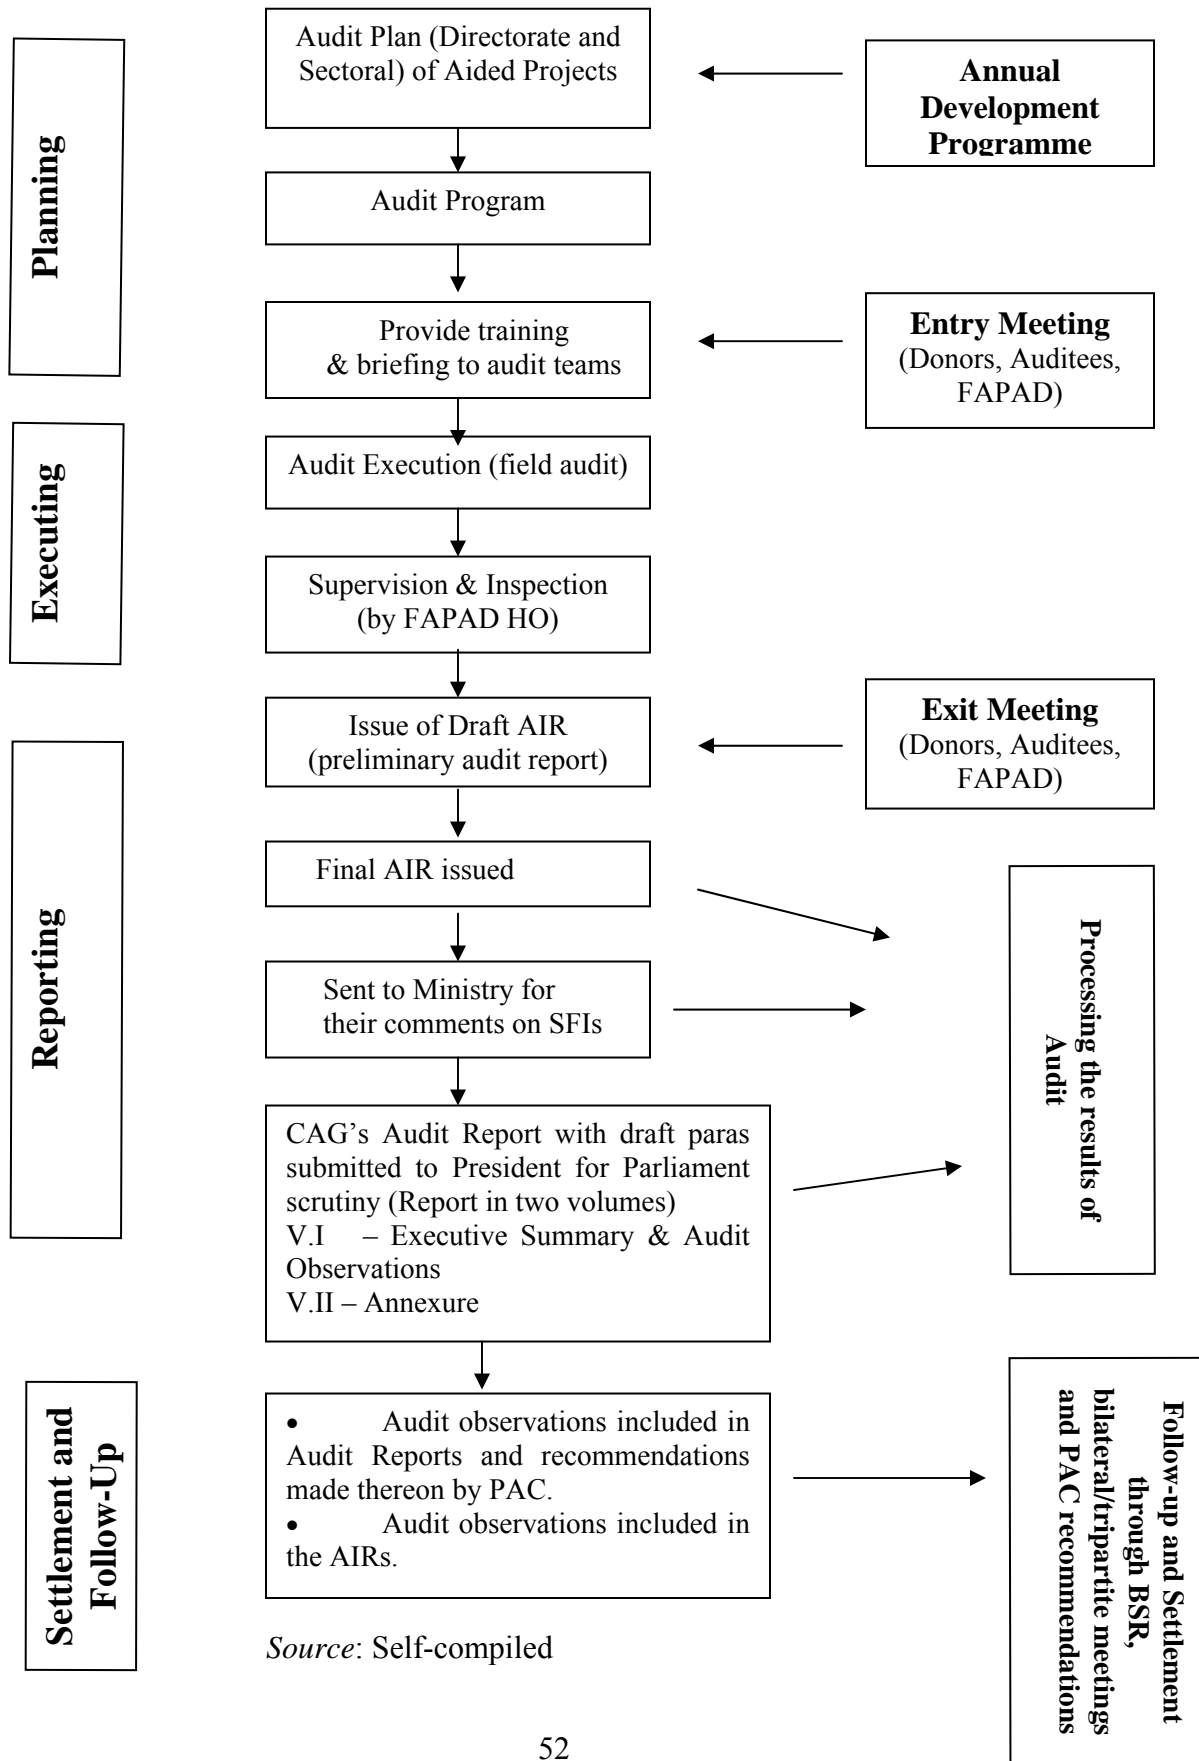 Audit Plan (Directorate and
Sectoral) of Aided Projects
Annual
Development
Programme
Planning
Audit Program
Provide training
& briefing to audit teams
Entry Meeting
(Donors, Auditees,
FAPAD)
Executing
Audit Execution (field audit)
Supervision & Inspection
(by FAPAD HO)
Issue of Draft AIR
(preliminary audit report)
Exit Meeting
(Donors, Auditees,
FAPAD)
Reporting
Final AIR issued
Sent to Ministry for
their comments on SFIs
Processing the results of
Audit
CAG's Audit Report with draft paras
submitted to President for Parliament
scrutiny (Report in two volumes)
V.I – Executive Summary & Audit
Observations
V.II – Annexure
Settlement and
Follow-Up
• Audit observations included in
Audit Reports and recommendations
made thereon by PAC.
• Audit observations included in
the AIRs.
Follow-up and Settlement
through BSR,
bilateral/tripartite meetings
and PAC recommendations
Source: Self-compiled
52